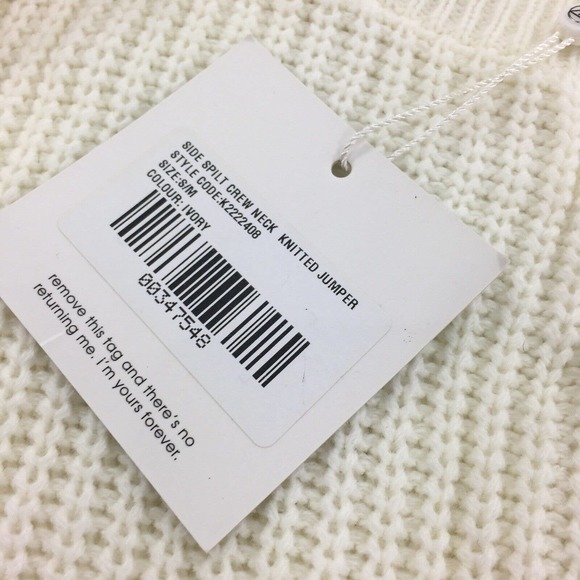 SIDE SPILT CREW NECK KNITTED JUMPER
STYLE CODE:K2222408
SIZE:S/M
COLOUR: IVORY
00347548
remove this tag and there's no
returning me. i'm yours forever.